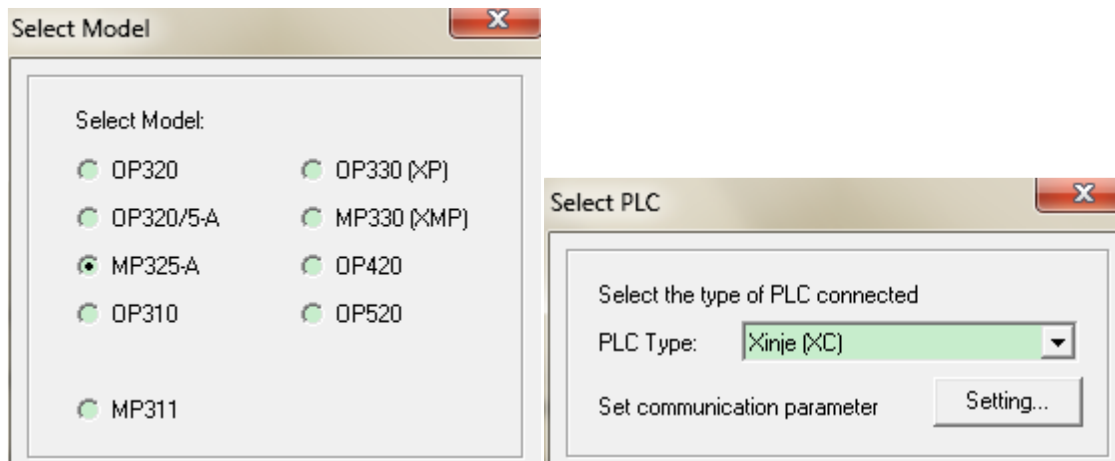 Select Model
Select Model:
OP320
OP330 (XP)
OP320/5-A
MP330 (XMP)
MP325-A
OP420
OP310
OP520
MP311
Select PLC
Select the type of PLC connected
PLC Type: Xinje (XC)
Set communication parameter Setting...